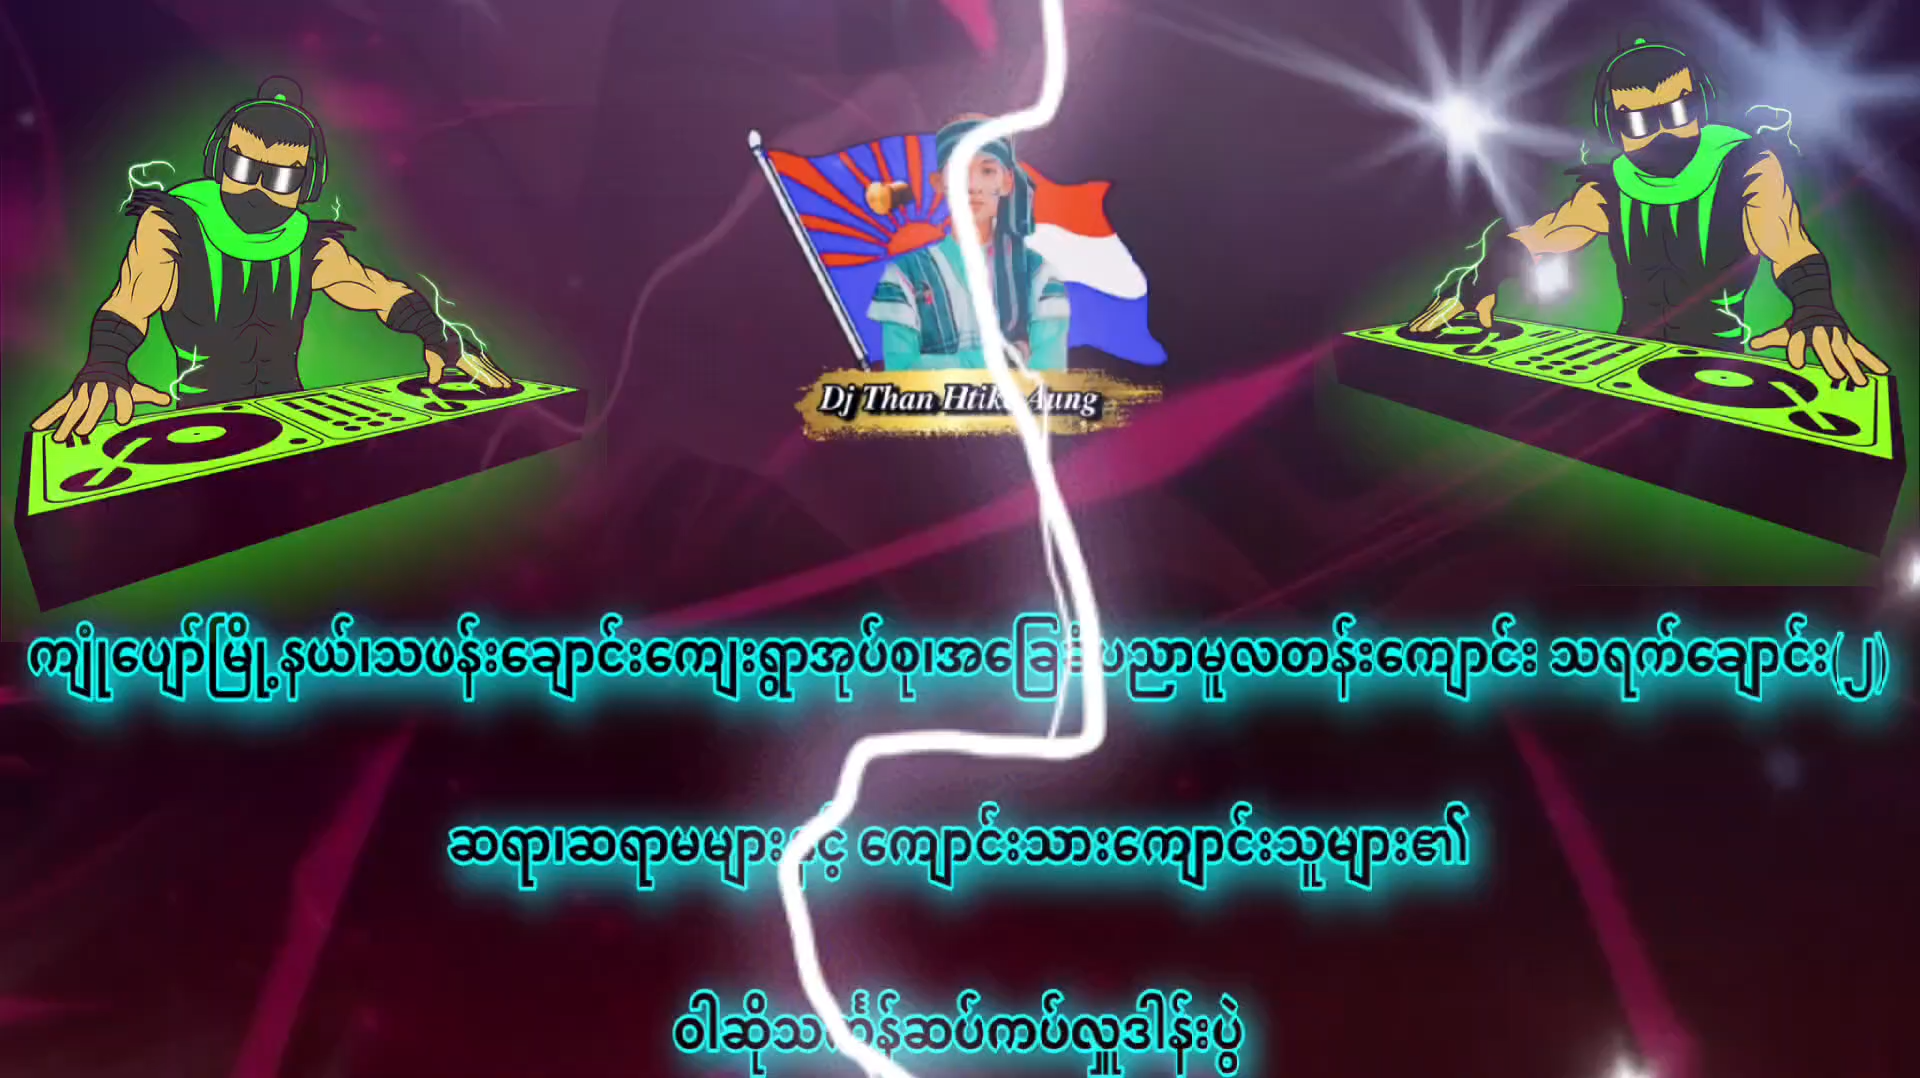 Dj Than Htike Aung
ကျုံပျော်မြို့နယ်၊သဖန်းချောင်းကျေးရွာအုပ်စု၊အခြေခံပညာမူလတန်းကျောင်း သရက်ချောင်း(၂)
ဆရာ၊ဆရာမများနှင့် ကျောင်းသားကျောင်းသူများ၏
ဝါဆိုသင်္ကန်ဆပ်ကပ်လှူဒါန်းပွဲ